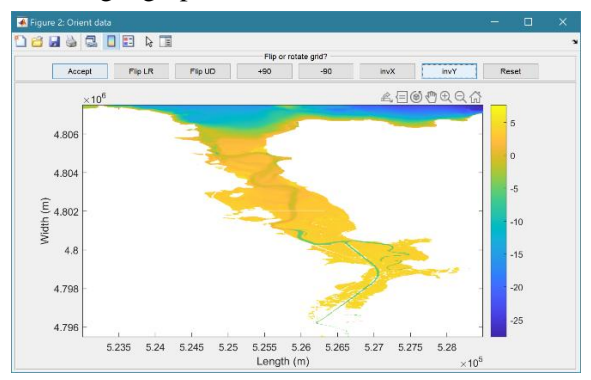 Figure 2: Orient data
Flip or rotate grid?
Accept Flip LR Flip UD +90 -90 invX invY Reset
×10⁶
4.806
4.804
4.802
4.8
4.798
4.796
Width (m)
5.235 5.24 5.245 5.25 5.255 5.26 5.265 5.27 5.275 5.28
Length (m)
×10⁵
5
0
-5
-10
-15
-20
-25